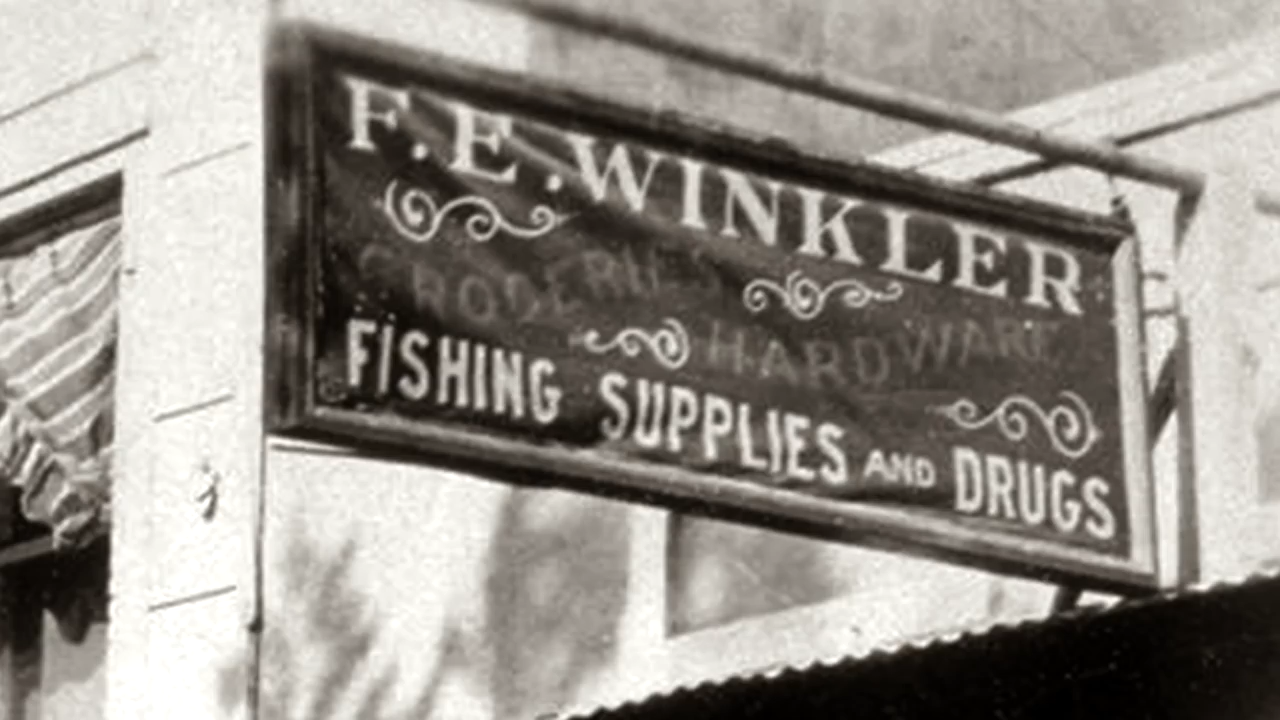 F.E.WINKLER
GROCERIES
HARDWARE
FISHING SUPPLIES AND DRUGS